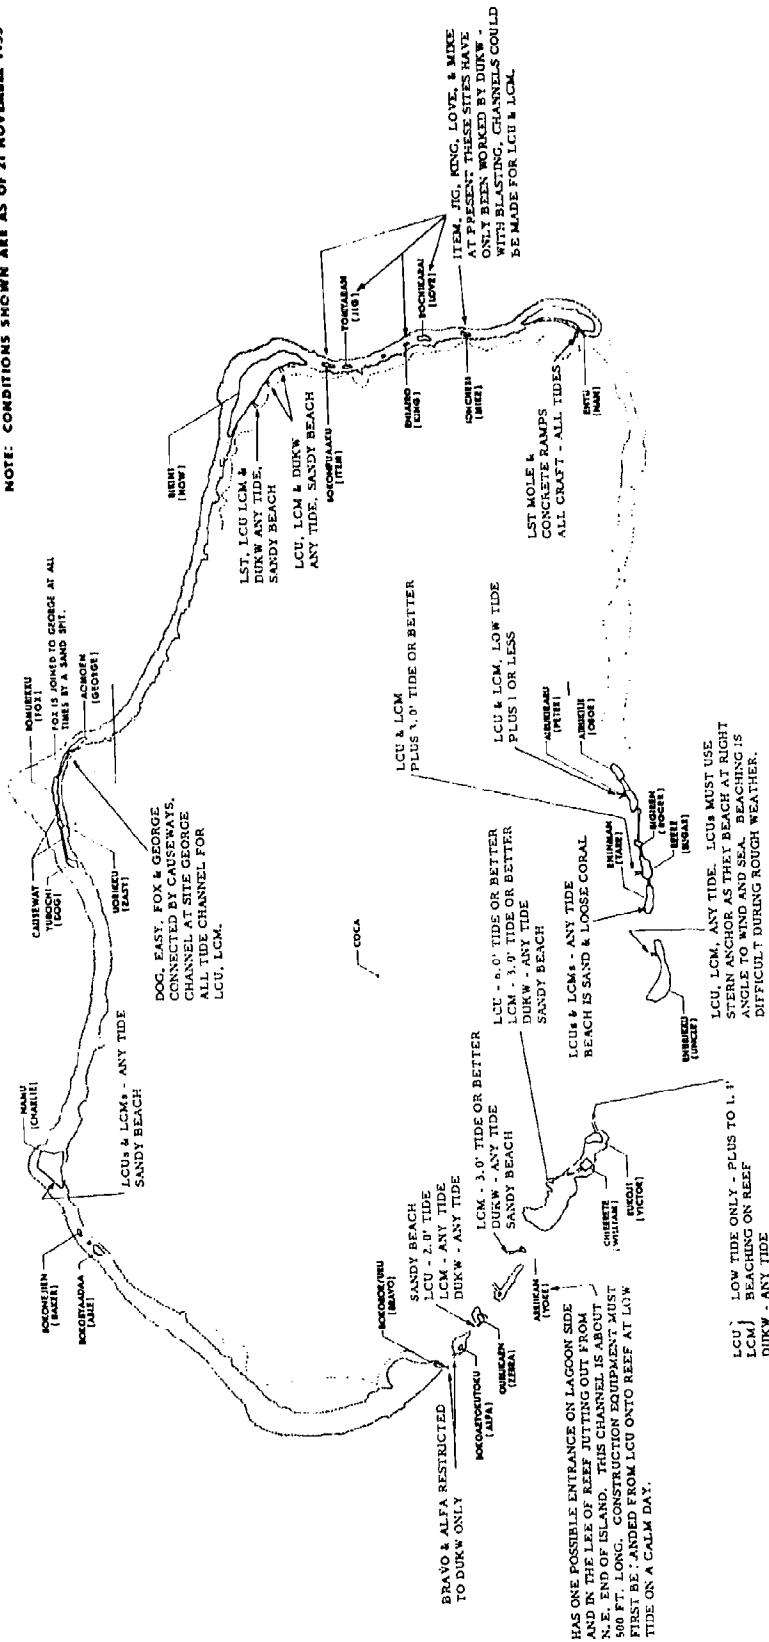 NOTE: CONDITIONS SHOWN ARE AS OF 21 NOVEMBER
NAMU
[CHARLIE]
LCUs & LCMs - ANY TIDE
SANDY BEACH
BOKONEJIEN
[BAKER]
BOKOBYAADAA
[ABLE]
CAUSEWAY
YUROCHI
[DOG]
UORIKKU
[EASY]
ROMURIKKU
[FOX]
FOX IS JOINED TO GEORGE AT ALL
TIMES BY A SAND SPIT.
AOMOEN
[GEORGE]
DOG, EASY, FOX & GEORGE
CONNECTED BY CAUSEWAYS.
CHANNEL AT SITE GEORGE
ALL TIDE CHANNEL FOR
LCU, LCM.
BIKINI
[HOW]
LST, LCU LCM &
DUKW ANY TIDE,
SANDY BEACH
LCU, LCM & DUKW
ANY TIDE, SANDY BEACH
BOKONFUAAKU
[ITEM]
YOMYARAN
[JIG]
ENIAIRO
[KING]
ROCHIKARAI
[LOVE]
IONCHEBI
[MIKE]
ITEM, JIG, KING, LOVE, & MIKE
AT PRESENT THESE SITES HAVE
ONLY BEEN WORKED BY DUKW -
WITH BLASTING, CHANNELS COULD
BE MADE FOR LCU & LCM.
LST MOLE &
CONCRETE RAMPS
ALL CRAFT - ALL TIDES
ENYU
[NAN]
COCA
LCU & LCM
PLUS 3.0' TIDE OR BETTER
LCU & LCM, LOW TIDE
PLUS 1 OR LESS
AIRUKIRARU
[PETER]
AIRUKIIJI
[OBOE]
BIGIREN
[ROGER]
REERE
[SUGAR]
ENINMAN
[TARE]
LCUs & LCMs - ANY TIDE
BEACH IS SAND & LOOSE CORAL
ENIRIKKU
[UNCLE]
LCU, LCM, ANY TIDE. LCUs MUST USE
STERN ANCHOR AS THEY BEACH AT RIGHT
ANGLE TO WIND AND SEA. BEACHING IS
DIFFICULT DURING ROUGH WEATHER.
LCU - 6.0' TIDE OR BETTER
LCM - 3.0' TIDE OR BETTER
DUKW - ANY TIDE
SANDY BEACH
LCM - 3.0' TIDE OR BETTER
DUKW - ANY TIDE
SANDY BEACH
SANDY BEACH
LCU - 2.0' TIDE
LCM - ANY TIDE
DUKW - ANY TIDE
[BRAVO]
BRAVO & ALFA RESTRICTED
TO DUKW ONLY
BOKOAETOKUTOKU
[ALFA]
OURUKAEN
[ZEBRA]
ARRIIKAN
[YOKE]
CHIEERETE
[WILLIAM]
RUKOJI
[VICTOR]
HAS ONE POSSIBLE ENTRANCE ON LAGOON SIDE
AND IN THE LEE OF REEF JUTTING OUT FROM
N. E. END OF ISLAND. THIS CHANNEL IS ABOUT
500 FT. LONG. CONSTRUCTION EQUIPMENT MUST
FIRST BE LANDED FROM LCU ONTO REEF AT LOW
TIDE ON A CALM DAY.
LCU} LOW TIDE ONLY - PLUS TO 1.4'
LCM} BEACHING ON REEF
DUKW - ANY TIDE